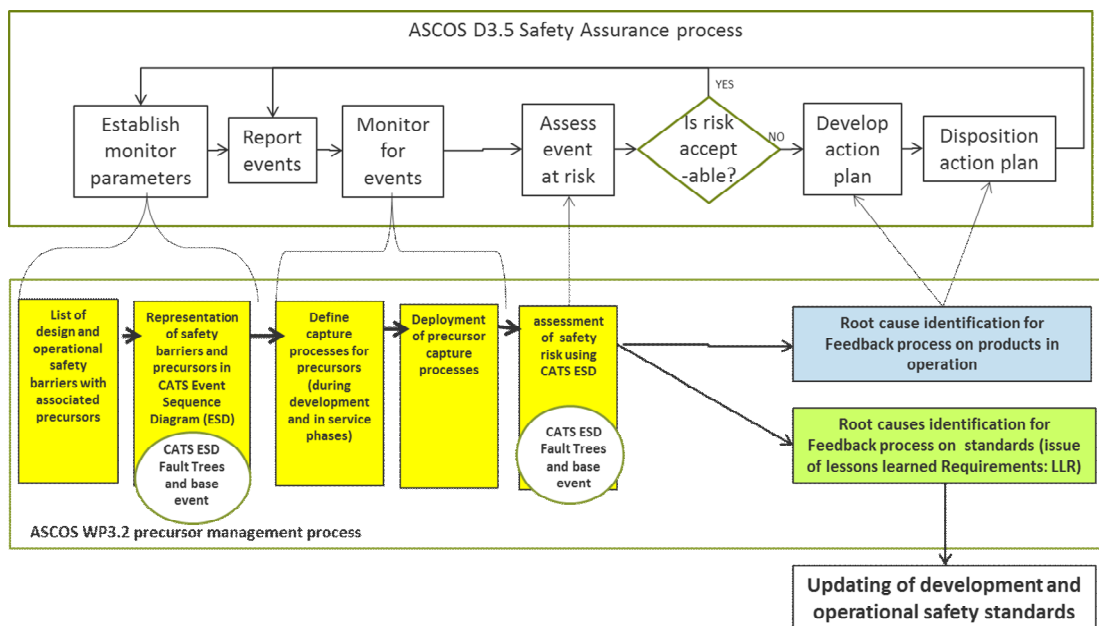 ASCOS D3.5 Safety Assurance process
YES
Establish
monitor
parameters
Report
events
Monitor
for
events
Assess
event
at risk
Is risk
accept
-able?
NO
Develop
action
plan
Disposition
action plan
List of
design and
operational
safety
barriers with
associated
precursors
Representation
of safety
barriers and
precursors in
CATS Event
Sequence
Diagram (ESD)
CATS ESD
Fault Trees
and base
event
Define
capture
processes for
precursors
(during
development
and in service
phases)
Deployment
of precursor
capture
processes
assessment
of safety
risk using
CATS ESD
CATS ESD
Fault Trees
and base
event
Root cause identification for
Feedback process on products in
operation
Root causes identification for
Feedback process on standards (issue
of lessons learned Requirements: LLR)
ASCOS WP3.2 precursor management process
Updating of development and
operational safety standards